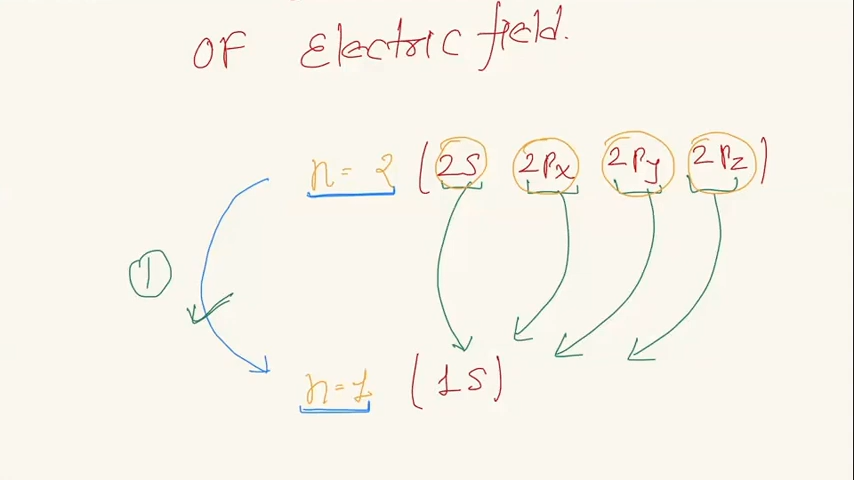 OF Electric field.
n = 2 (2S 2Px 2Py 2Pz)
1
n=1 (1S)